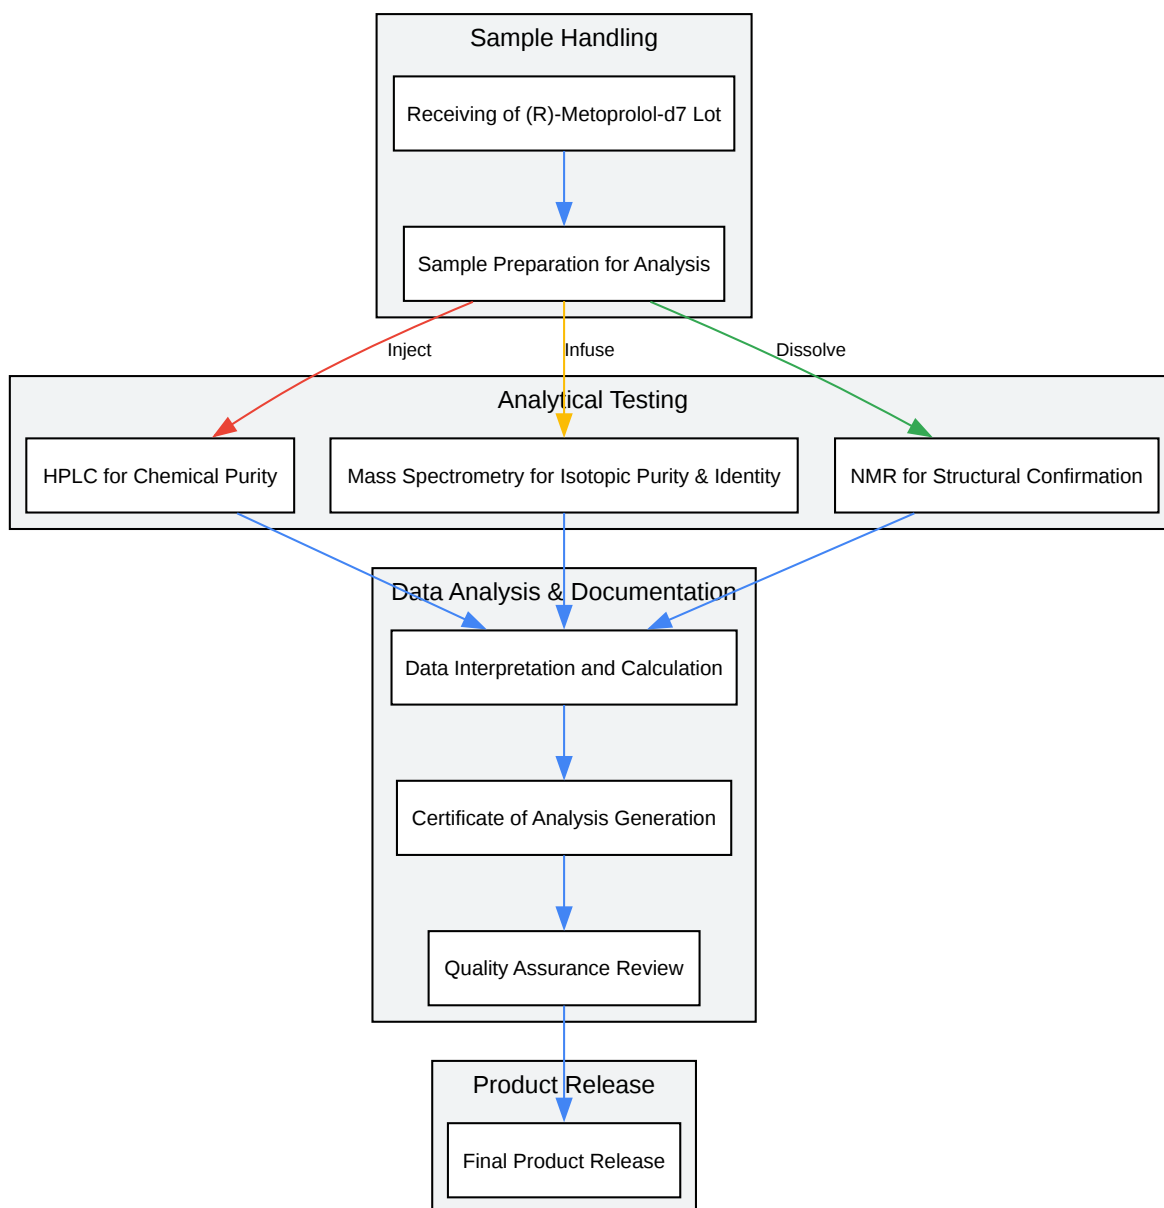 Sample Handling
Receiving of (R)-Metoprolol-d7 Lot
Sample Preparation for Analysis
Inject
Infuse
Dissolve
Analytical Testing
HPLC for Chemical Purity
Mass Spectrometry for Isotopic Purity & Identity
NMR for Structural Confirmation
Data Analysis & Documentation
Data Interpretation and Calculation
Certificate of Analysis Generation
Quality Assurance Review
Product Release
Final Product Release